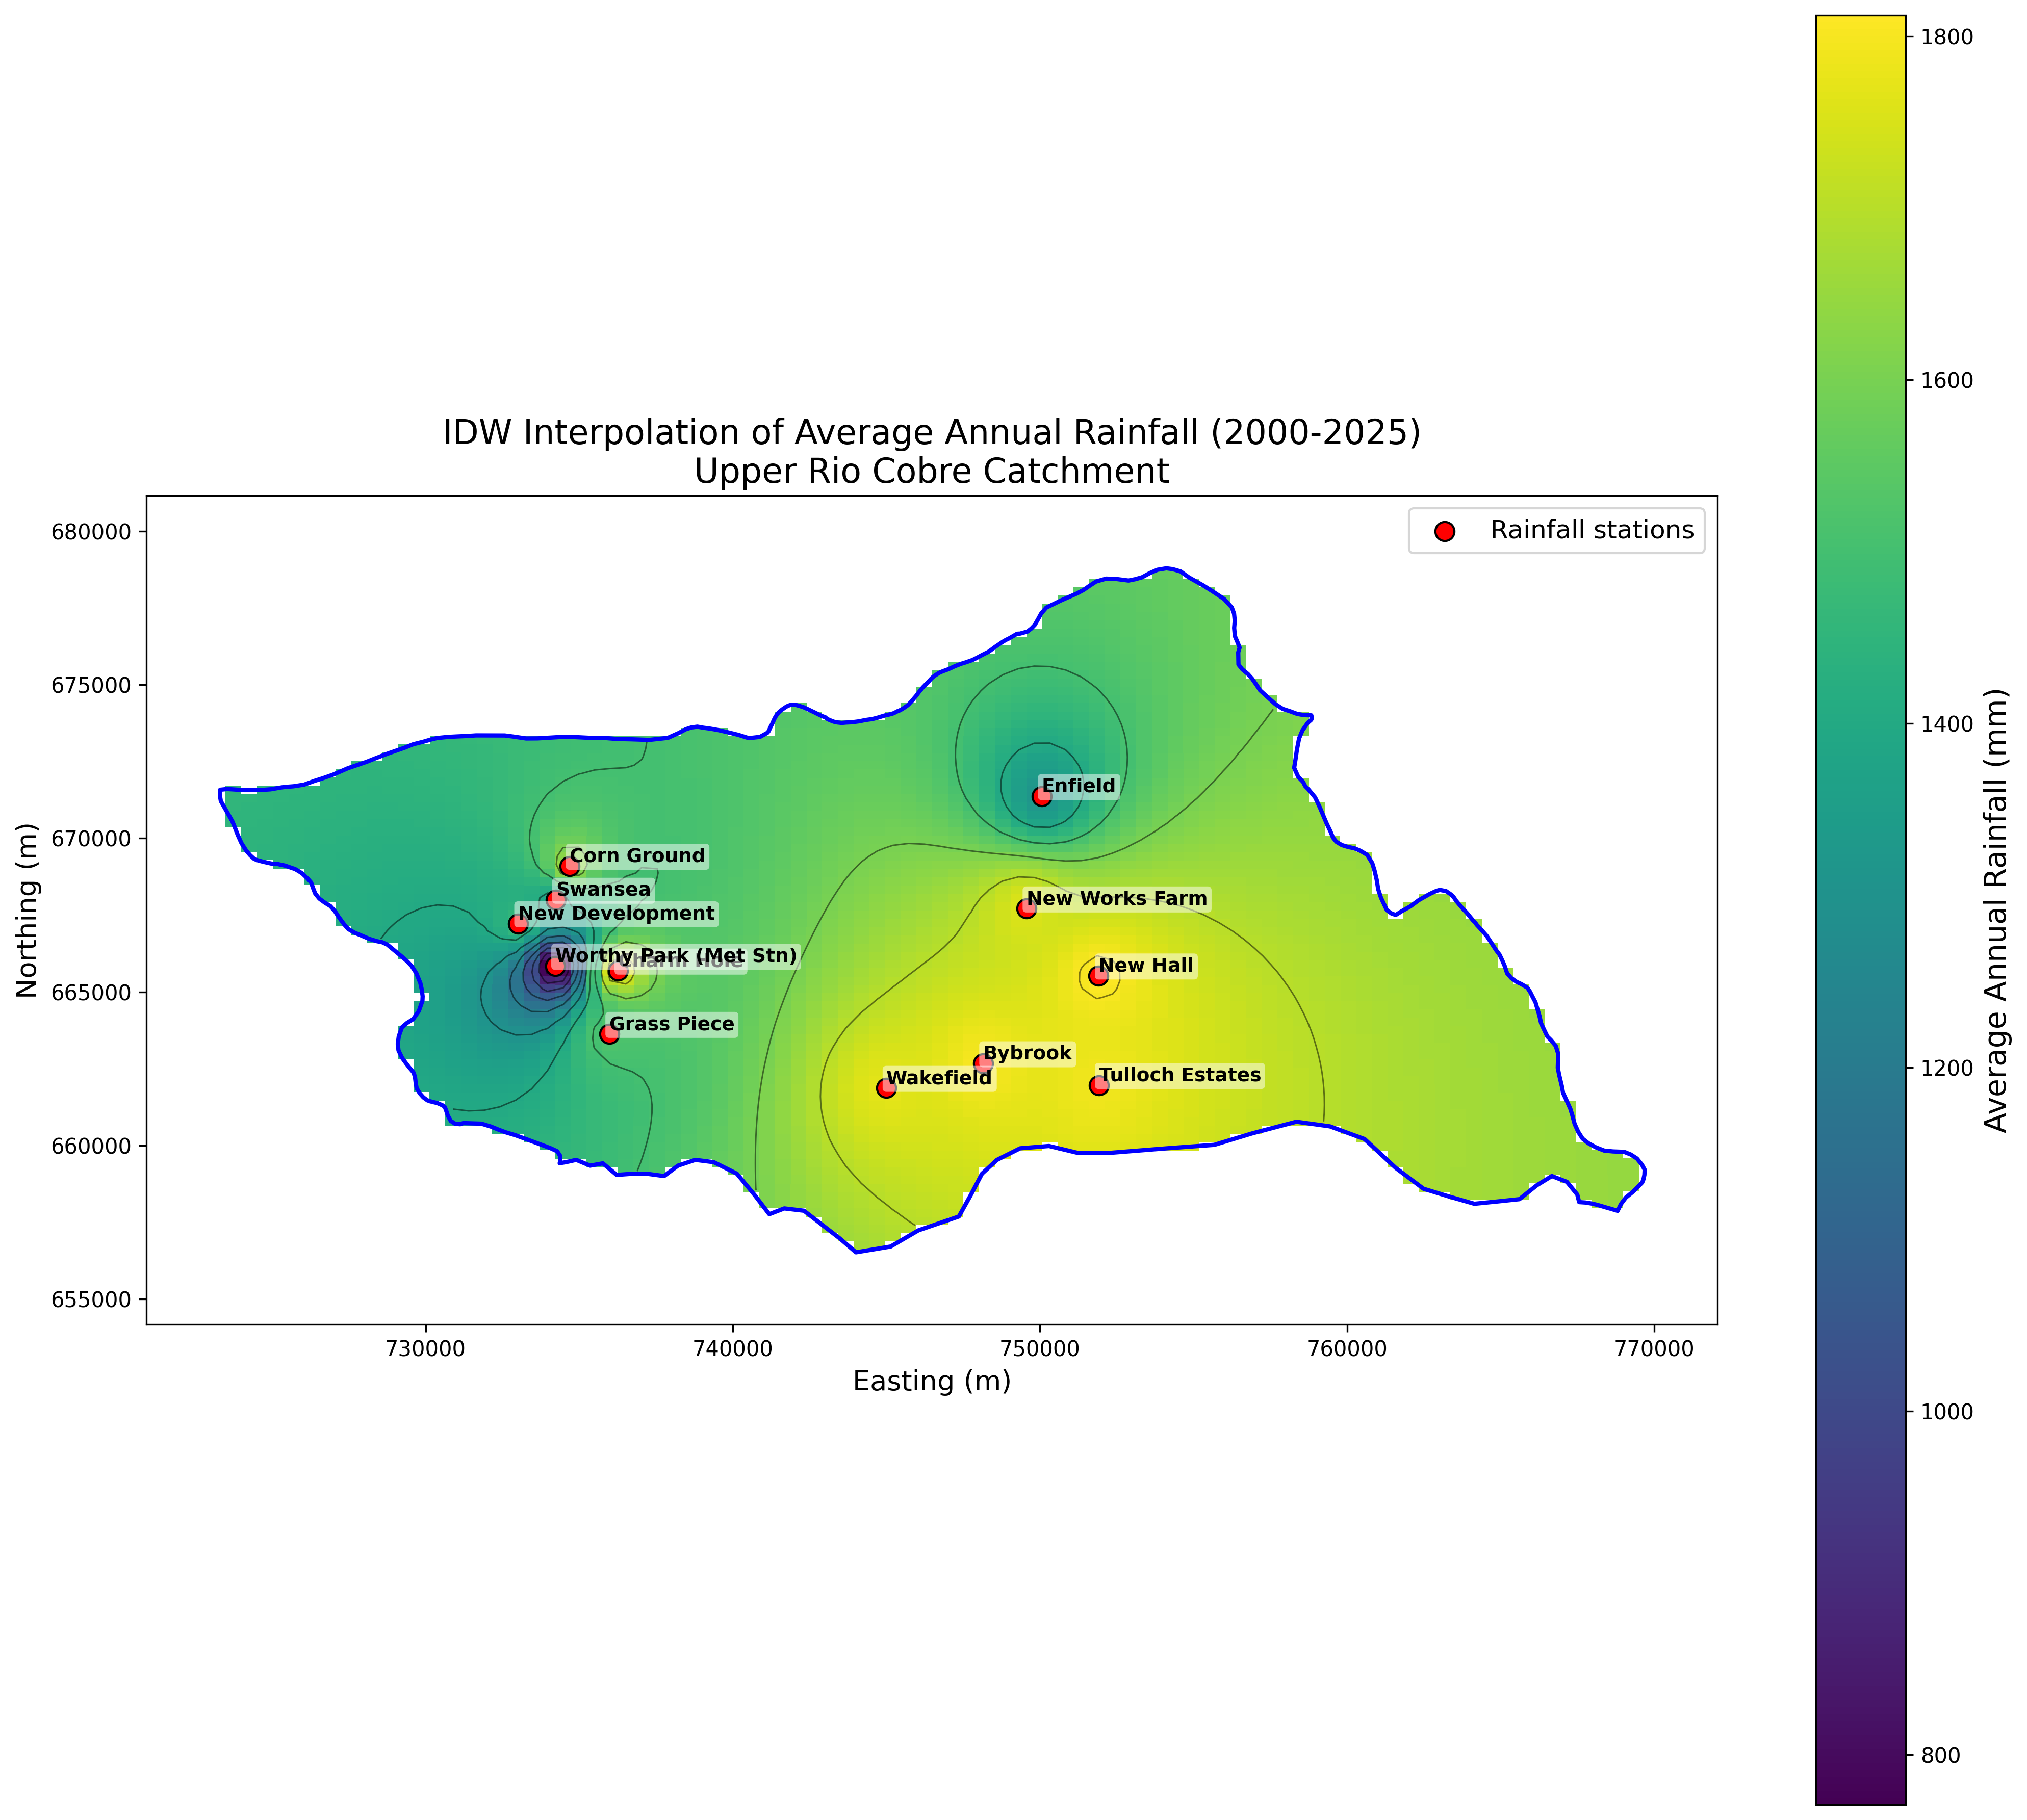 IDW Interpolation of Average Annual Rainfall (2000-2025)
Upper Rio Cobre Catchment
Rainfall stations
Northing (m)
680000
675000
670000
665000
660000
655000
Enfield
Corn Ground
Swansea
New Works Farm
New Development
Worthy Park (Met Stn)
New Hall
Grass Piece
Bybrook
Wakefield
Tulloch Estates
730000
740000
750000
760000
770000
Easting (m)
1800
1600
1400
1200
1000
800
Average Annual Rainfall (mm)